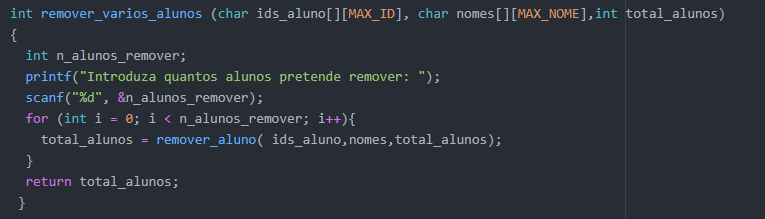 int remover_varios_alunos (char ids_aluno[][MAX_ID], char nomes[][MAX_NOME],int total_alunos)
{
  int n_alunos_remover;
  printf("Introduza quantos alunos pretende remover: ");
  scanf("%d", &n_alunos_remover);
  for (int i = 0; i < n_alunos_remover; i++){
    total_alunos = remover_aluno( ids_aluno,nomes,total_alunos);
  }
  return total_alunos;
 }